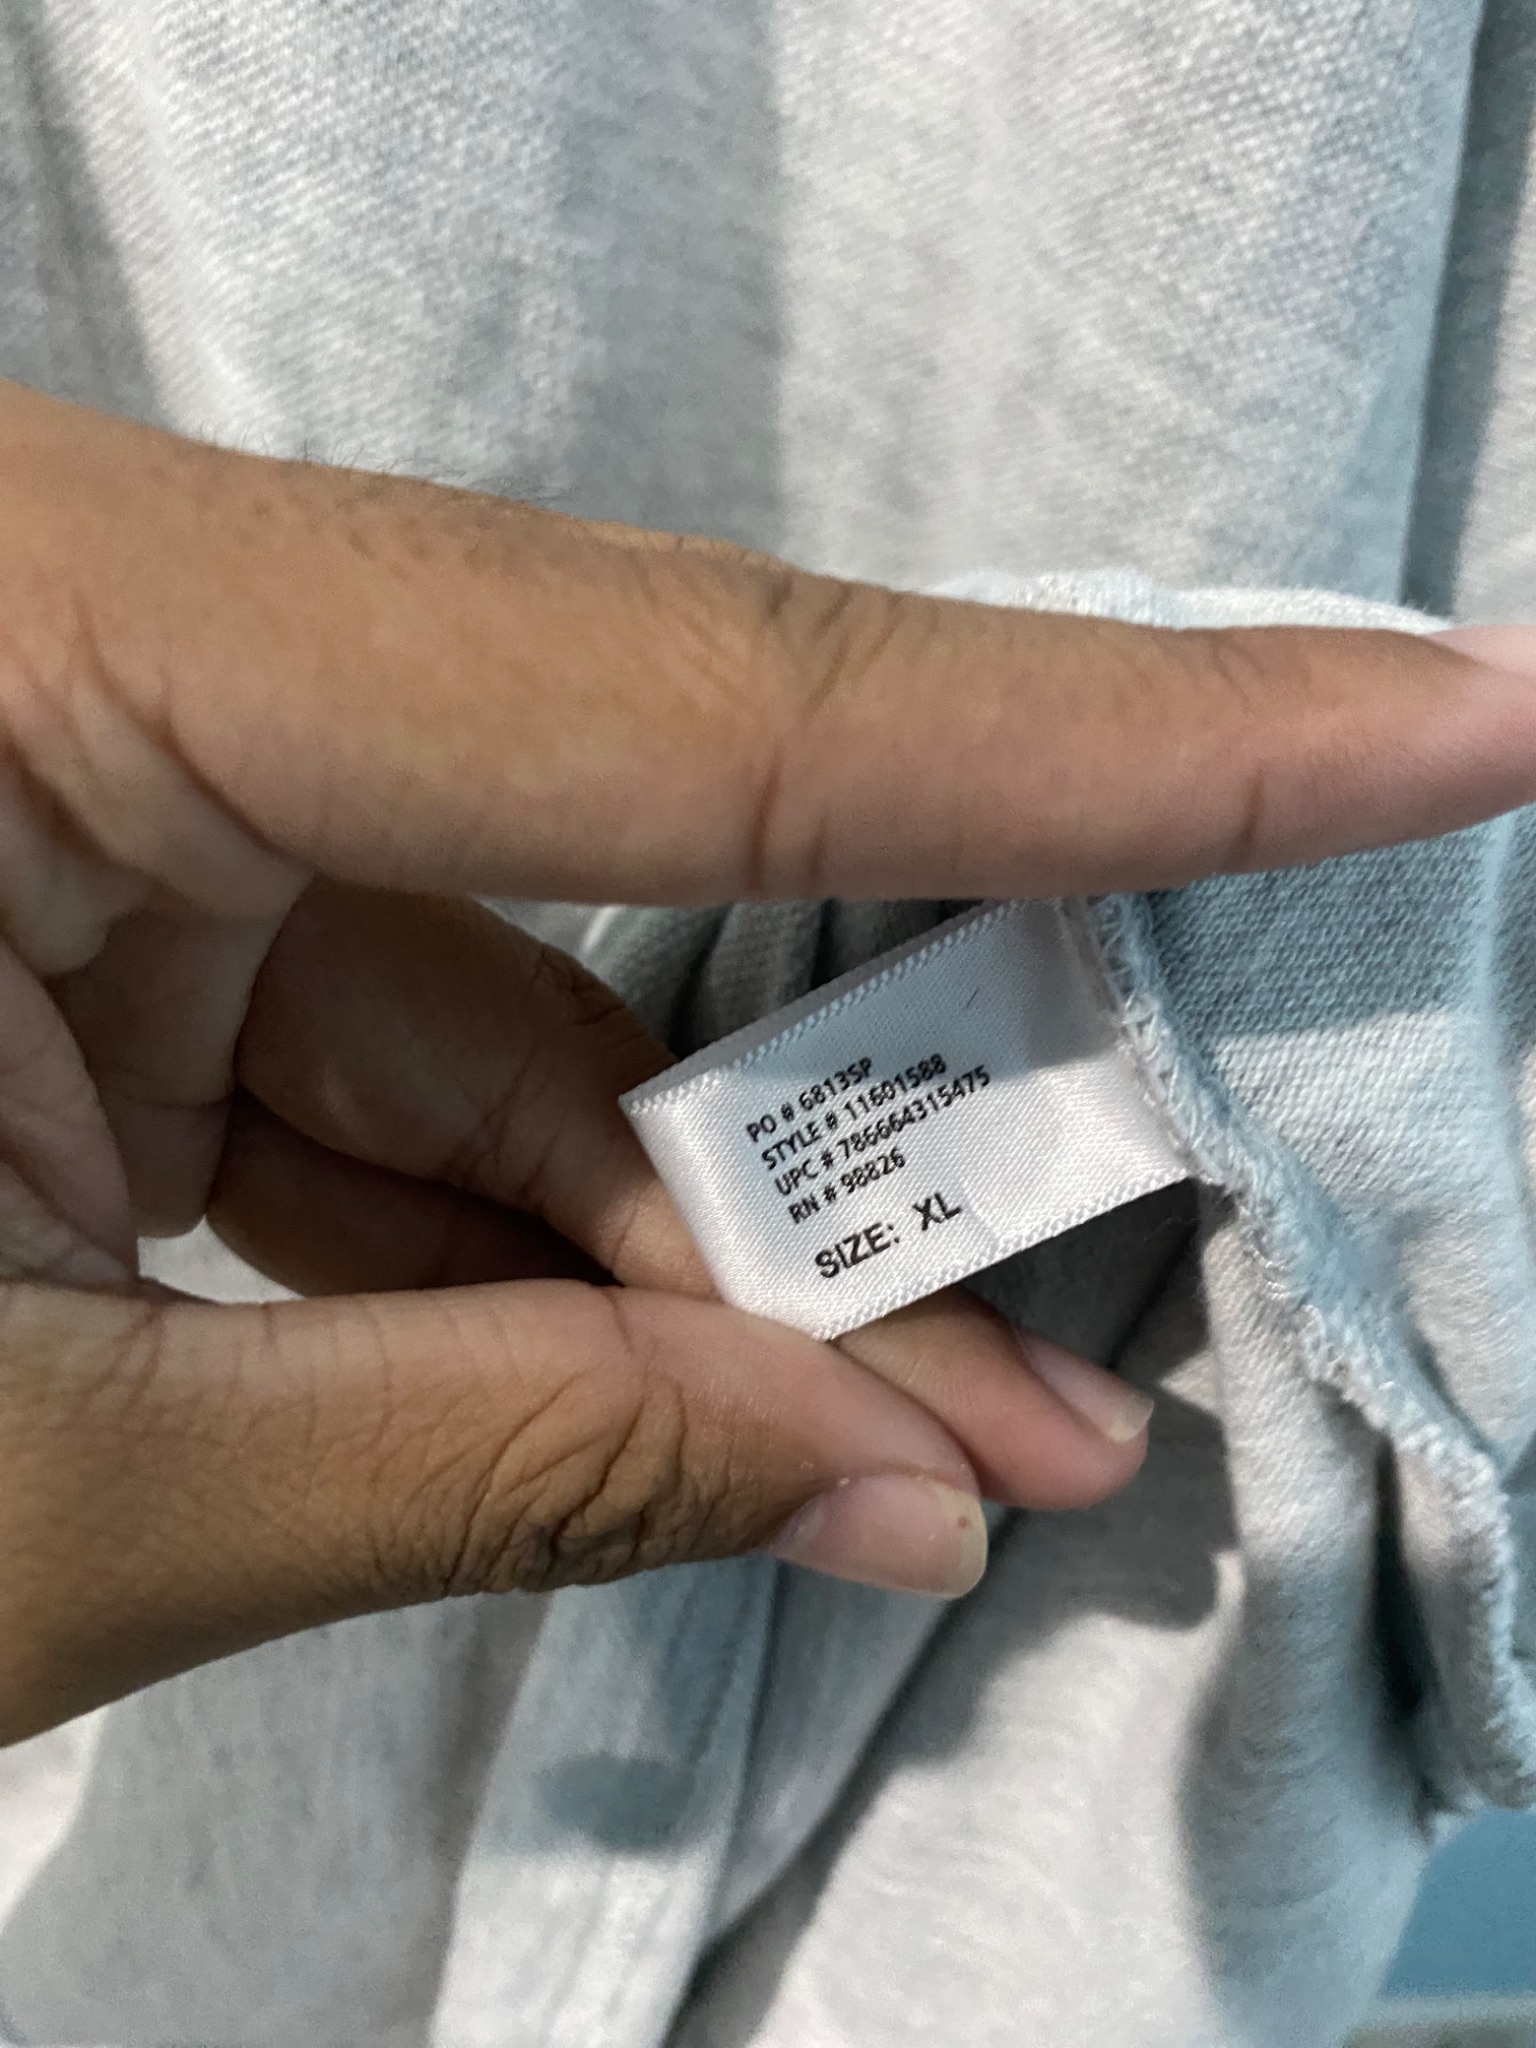 PO # 6813SP
STYLE # 11601588
UPC # 786664315475
RN # 98826
SIZE: XL